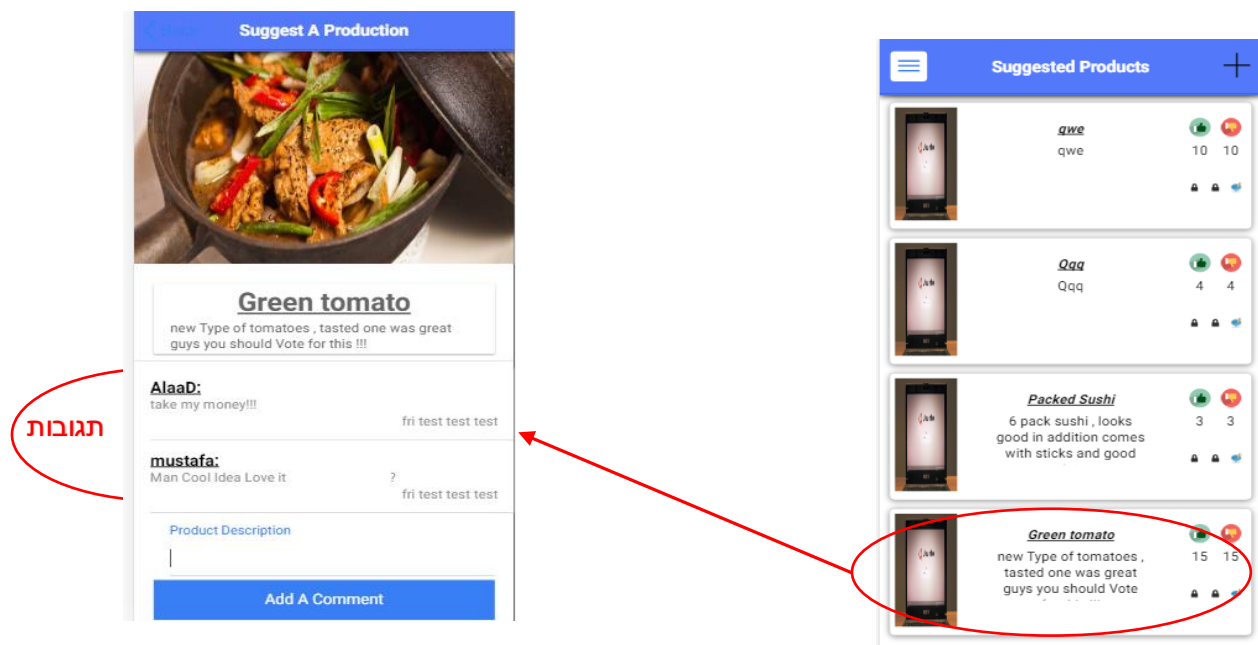 Suggest A Production
Green tomato
new Type of tomatoes , tasted one was great
guys you should Vote for this !!!
AlaaD:
take my money!!!
fri test test test
mustafa:
Man Cool Idea Love it ?
fri test test test
Product Description
Add A Comment
תגובות
Suggested Products
qwe
qwe
10 10
Qqq
Qqq
4 4
Packed Sushi
6 pack sushi , looks
good in addition comes
with sticks and good
3 3
Green tomato
new Type of tomatoes ,
tasted one was great
guys you should Vote
15 15